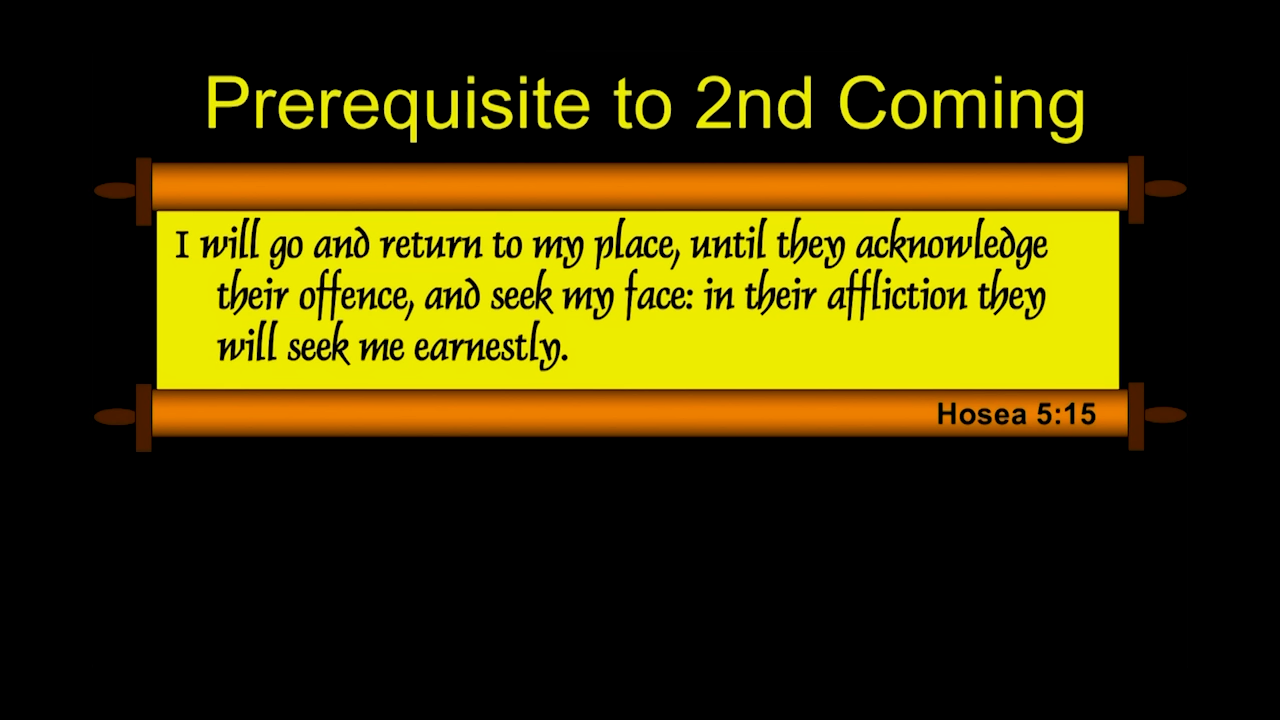 Prerequisite to 2nd Coming
I will go and return to my place, until they acknowledge
their offence, and seek my face: in their affliction they
will seek me earnestly.
Hosea 5:15